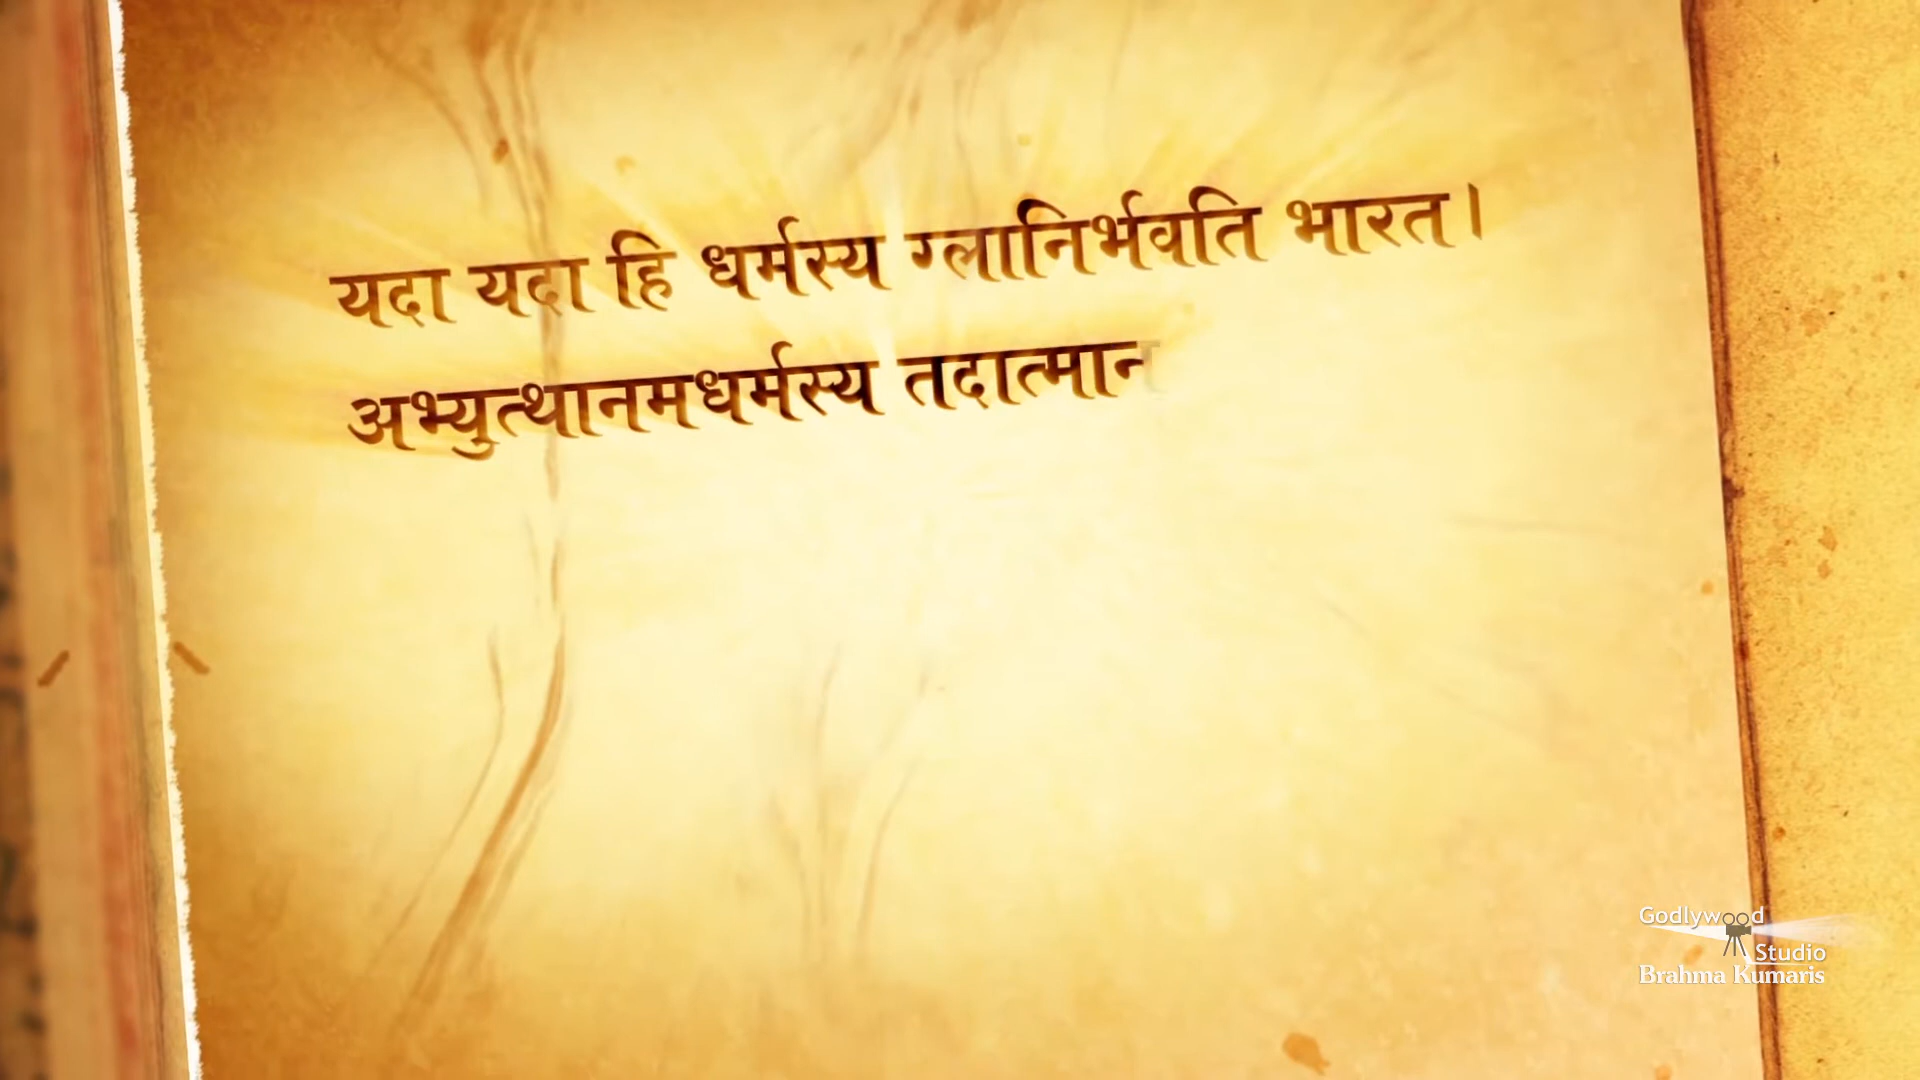 यदा यदा हि धर्मस्य ग्लानिर्भवति भारत।
अभ्युत्थानमधर्मस्य तदात्मान
Godlywood
Studio
Brahma Kumaris